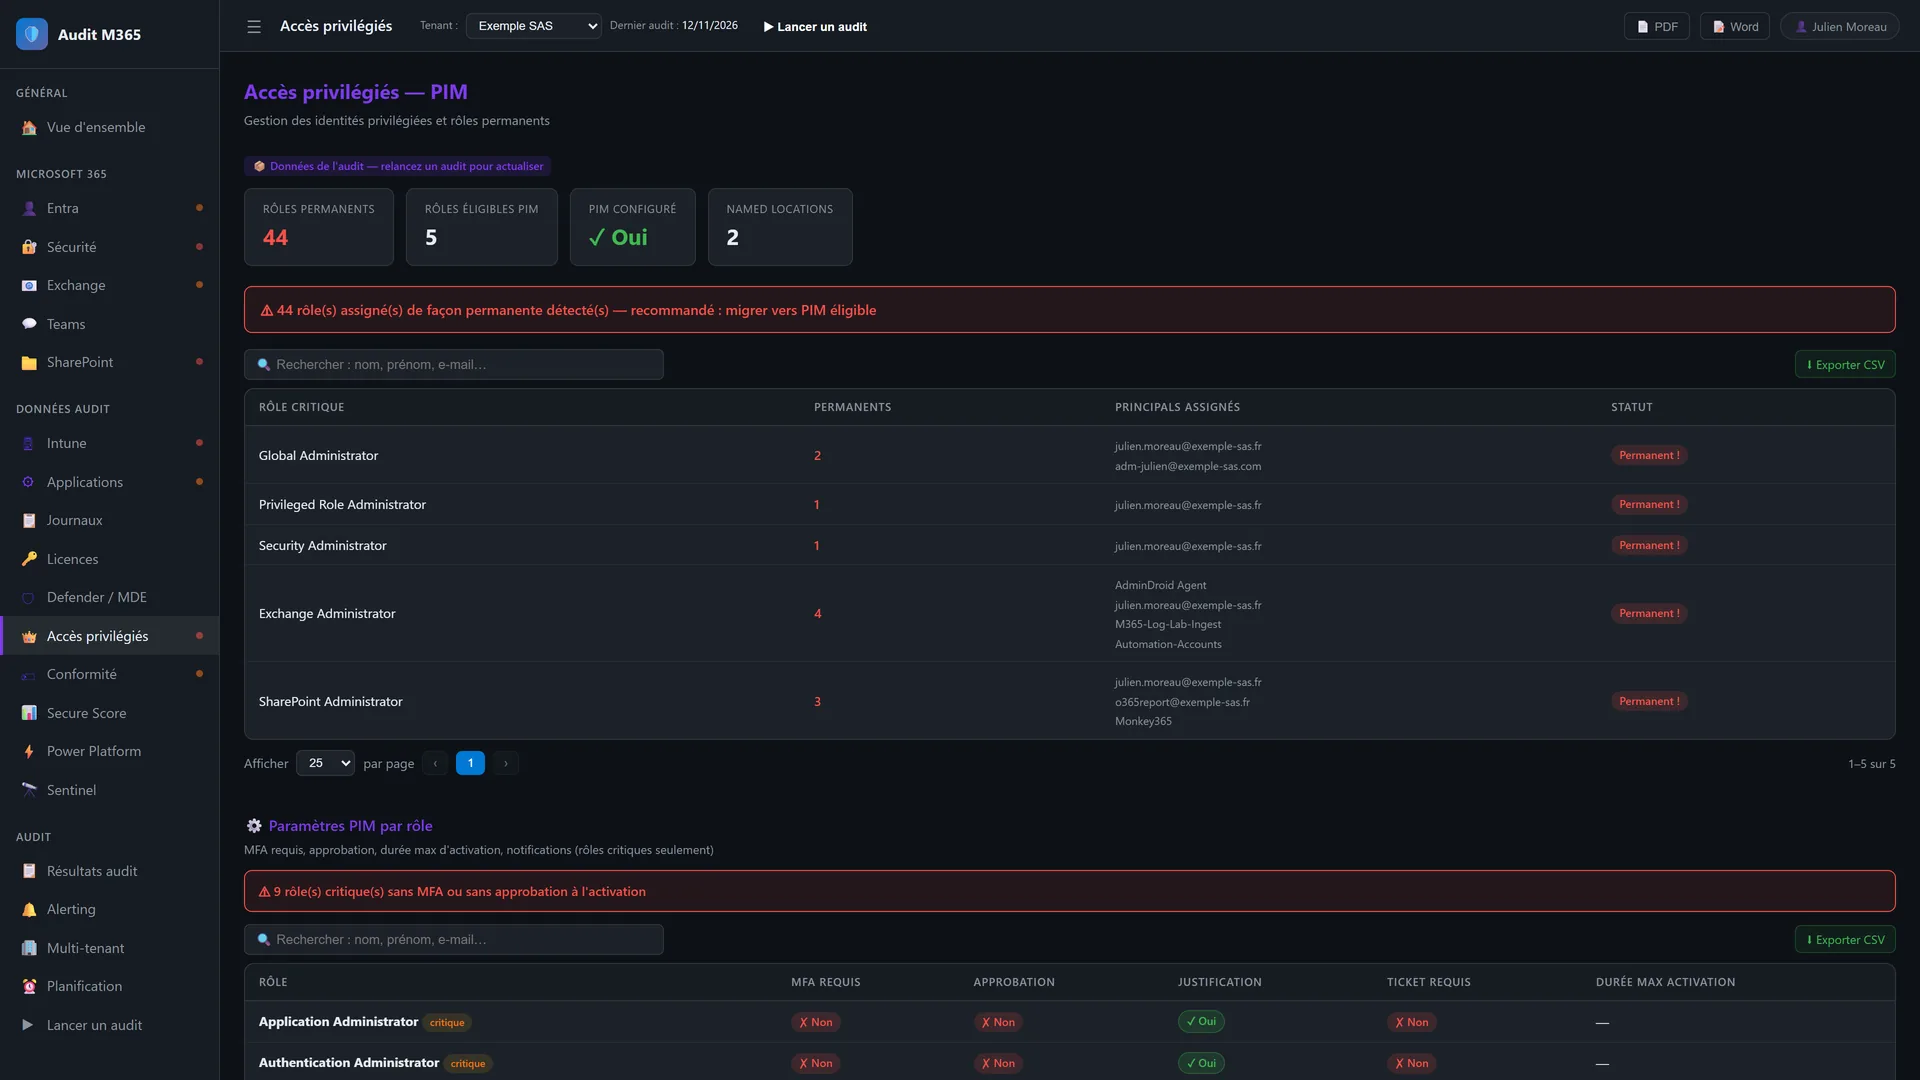 Audit M365
GÉNÉRAL
Vue d'ensemble
MICROSOFT 365
Entra
Sécurité
Exchange
Teams
SharePoint
DONNÉES AUDIT
Intune
Applications
Journaux
Licences
Defender / MDE
Accès privilégiés
Conformité
Secure Score
Power Platform
Sentinel
AUDIT
Résultats audit
Alerting
Multi-tenant
Planification
Lancer un audit
Accès privilégiés Tenant : Exemple SAS Dernier audit : 12/11/2026 ▶ Lancer un audit PDF Word Julien Moreau
Accès privilégiés — PIM
Gestion des identités privilégiées et rôles permanents
Données de l'audit — relancez un audit pour actualiser
RÔLES PERMANENTS
44
RÔLES ÉLIGIBLES PIM
5
PIM CONFIGURÉ
✓ Oui
NAMED LOCATIONS
2
⚠ 44 rôle(s) assigné(s) de façon permanente détecté(s) — recommandé : migrer vers PIM éligible
Rechercher : nom, prénom, e-mail…
⬇ Exporter CSV
RÔLE CRITIQUE PERMANENTS PRINCIPALS ASSIGNÉS STATUT
Global Administrator 2 julien.moreau@exemple-sas.fr Permanent !
adm-julien@exemple-sas.com
Privileged Role Administrator 1 julien.moreau@exemple-sas.fr Permanent !
Security Administrator 1 julien.moreau@exemple-sas.fr Permanent !
Exchange Administrator 4 AdminDroid Agent Permanent !
julien.moreau@exemple-sas.fr
M365-Log-Lab-Ingest
Automation-Accounts
SharePoint Administrator 3 julien.moreau@exemple-sas.fr Permanent !
o365report@exemple-sas.fr
Monkey365
Afficher 25 par page ‹ 1 › 1–5 sur 5
Paramètres PIM par rôle
MFA requis, approbation, durée max d'activation, notifications (rôles critiques seulement)
⚠ 9 rôle(s) critique(s) sans MFA ou sans approbation à l'activation
Rechercher : nom, prénom, e-mail…
⬇ Exporter CSV
RÔLE MFA REQUIS APPROBATION JUSTIFICATION TICKET REQUIS DURÉE MAX ACTIVATION
Application Administrator critique ✗ Non ✗ Non ✓ Oui ✗ Non —
Authentication Administrator critique ✗ Non ✗ Non ✓ Oui ✗ Non —